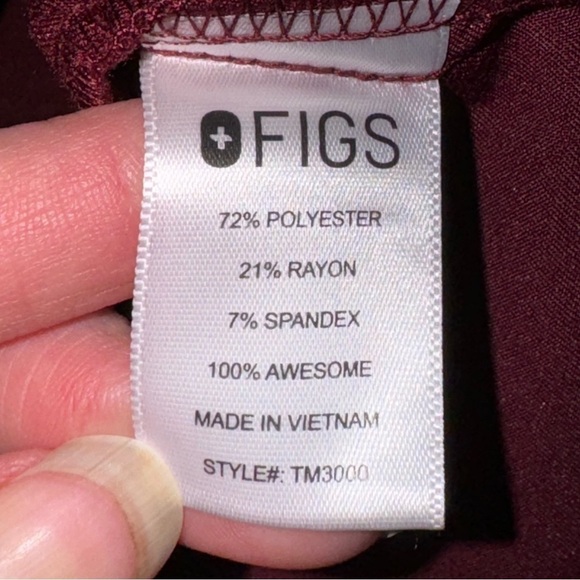 FIGS
72% POLYESTER
21% RAYON
7% SPANDEX
100% AWESOME
MADE IN VIETNAM
STYLE#: TM3000